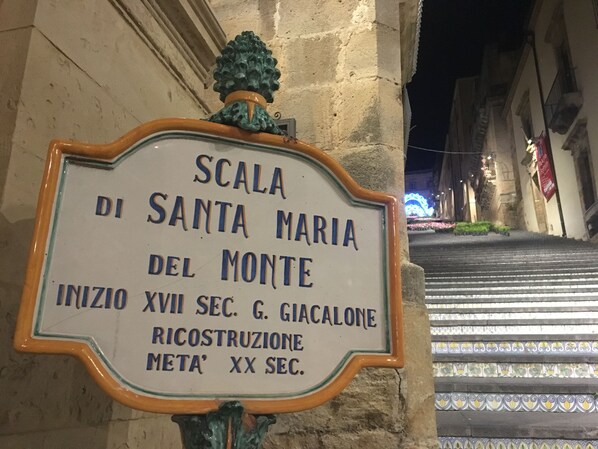 SCALA
DI SANTA MARIA
DEL MONTE
INIZIO XVII SEC. G. GIACALONE
RICOSTRUZIONE
META' XX SEC.